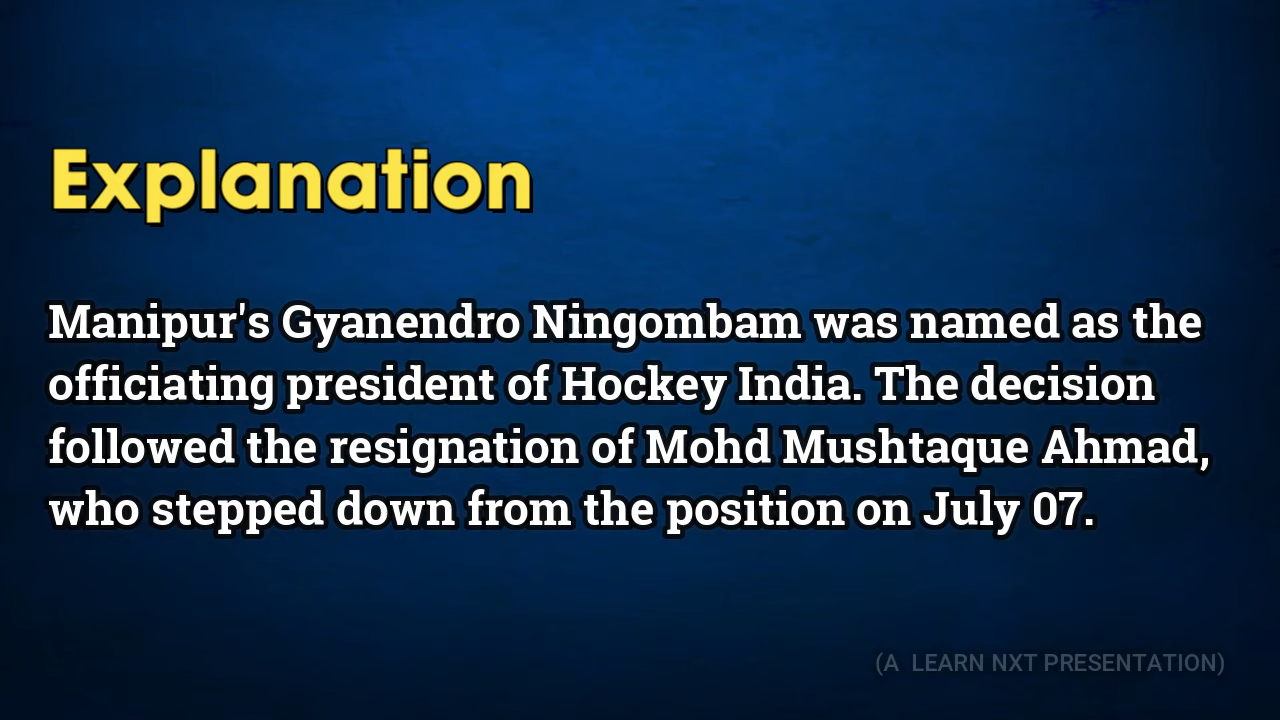 Explanation
Manipur's Gyanendro Ningombam was named as the
officiating president of Hockey India. The decision
followed the resignation of Mohd Mushtaque Ahmad,
who stepped down from the position on July 07.
(A LEARN NXT PRESENTATION)